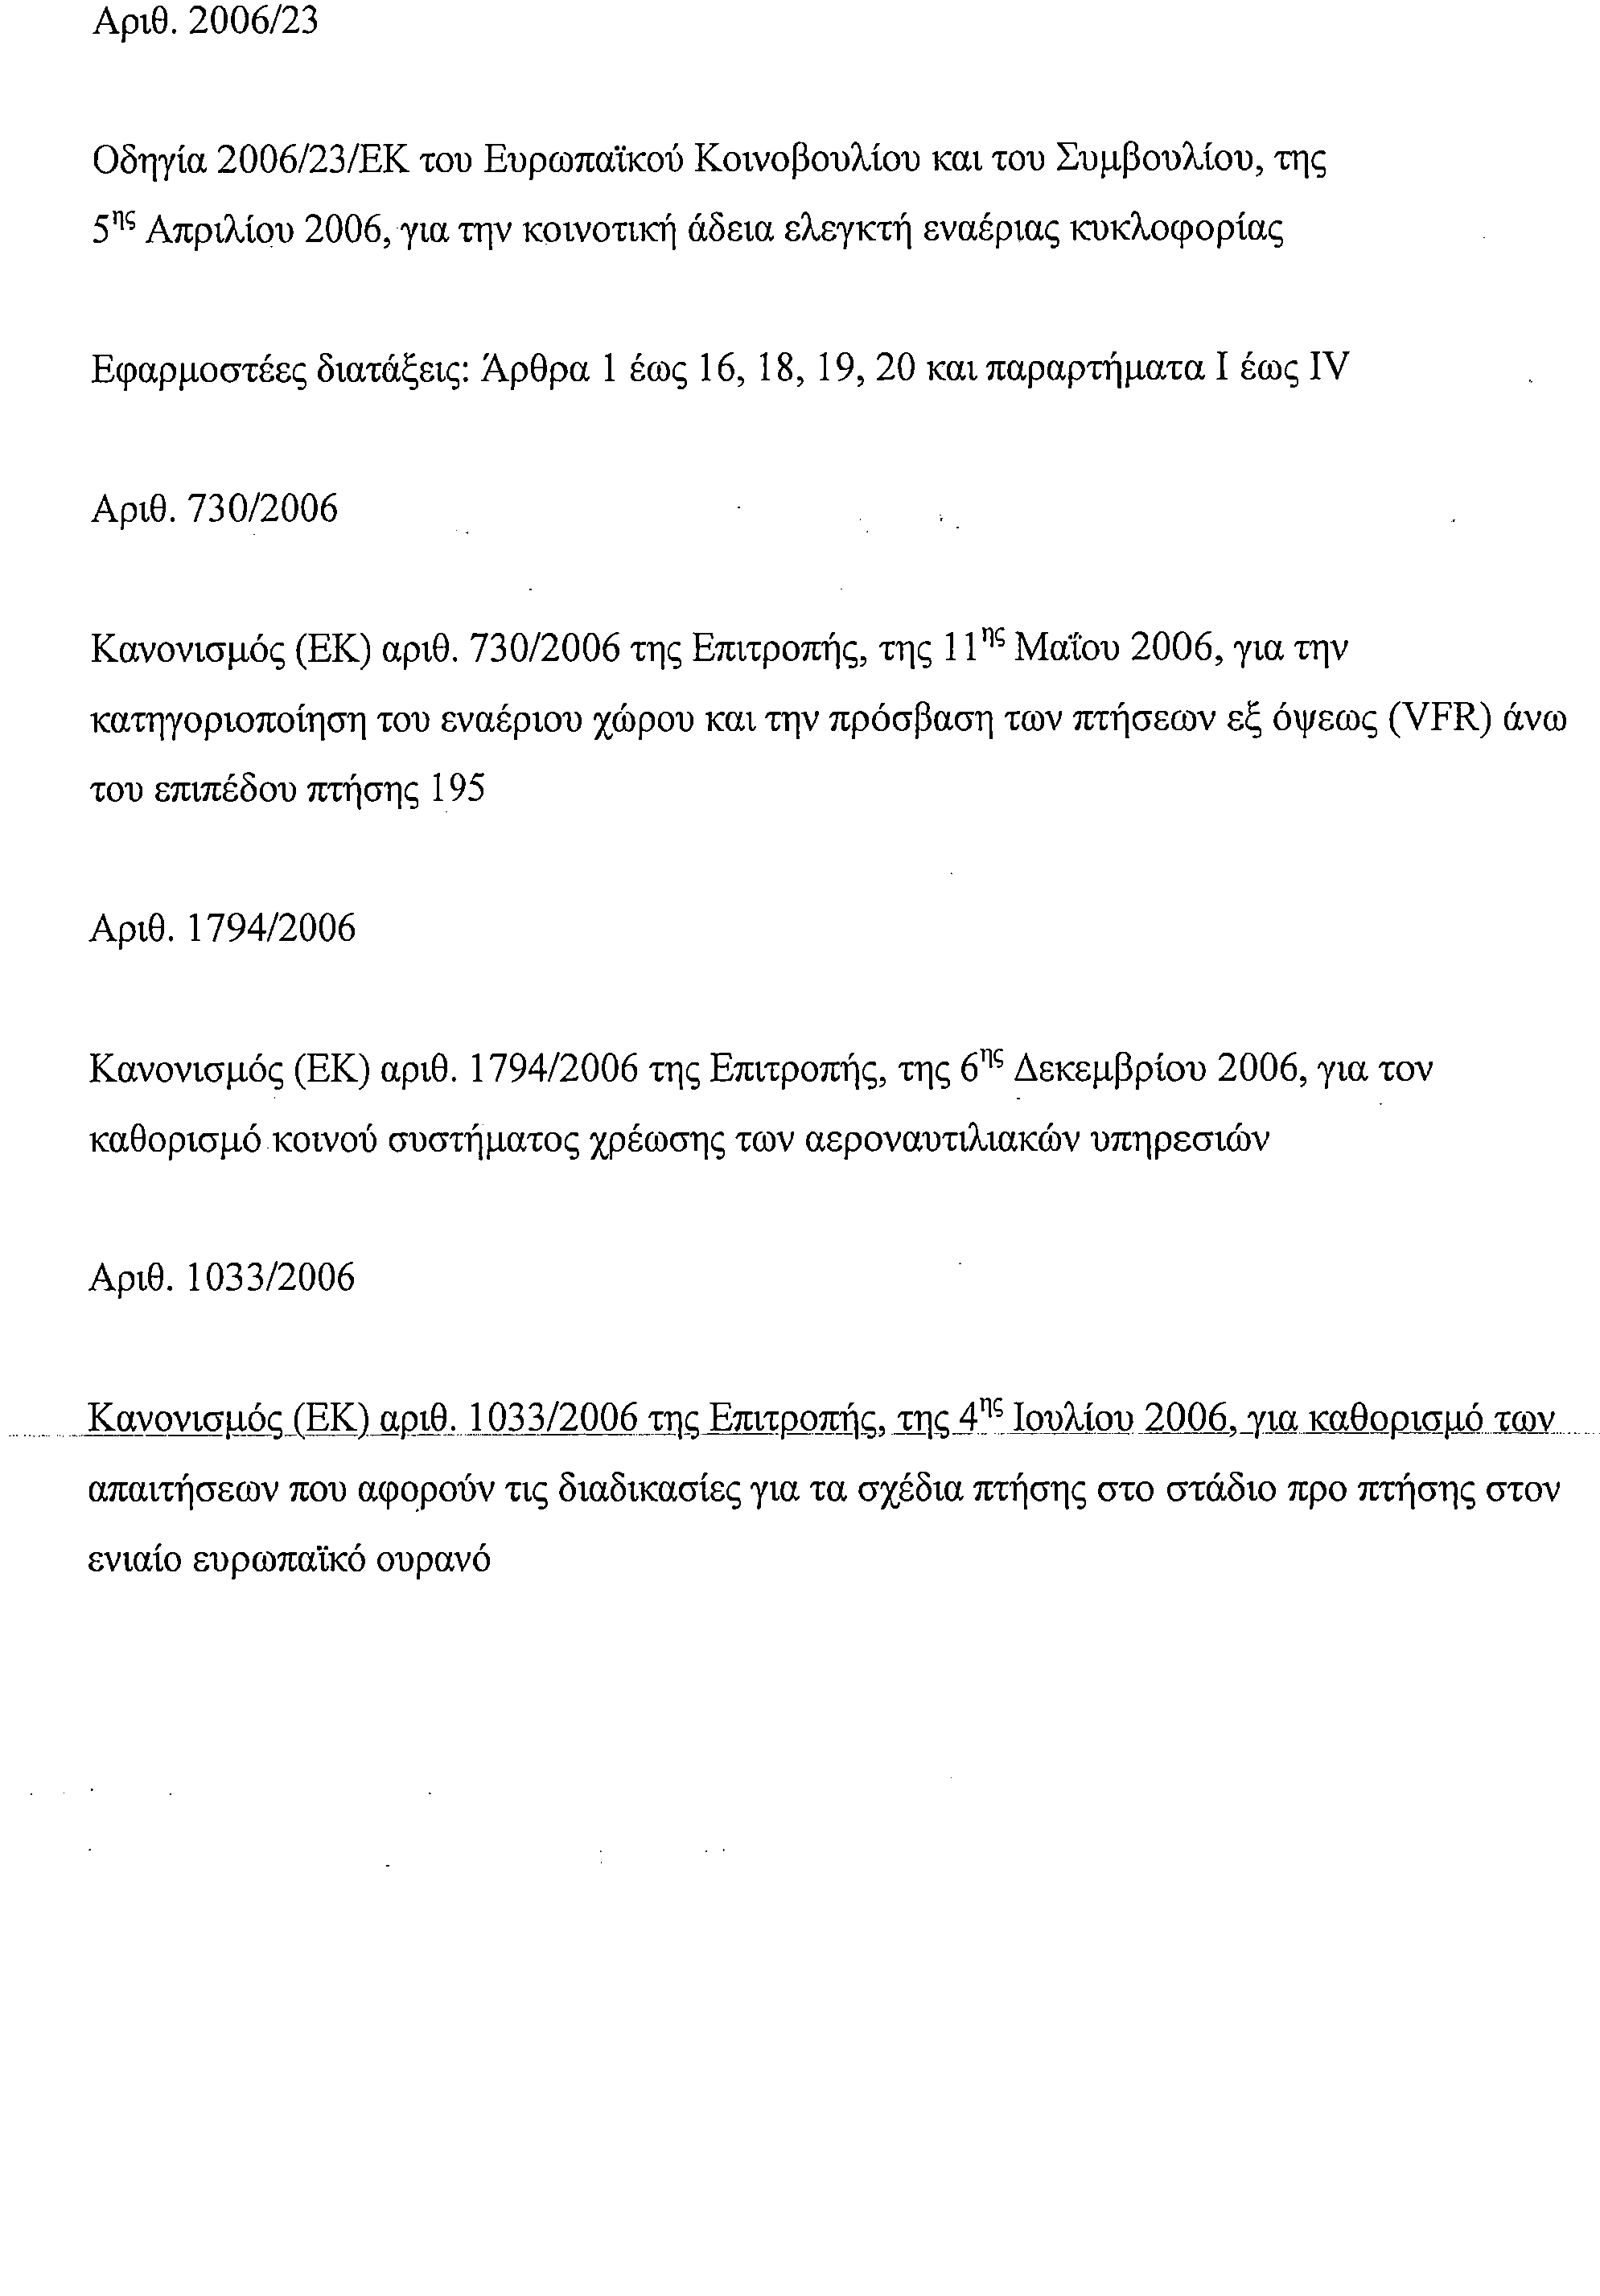 Αριθ. 2006/23
Οδηγία 2006/23/ΕΚ του Ευρωπαϊκού Κοινοβουλίου και του Συμβουλίου, της
5ης Απριλίου 2006, για την κοινοτική άδεια ελεγκτή εναέριας κυκλοφορίας
Εφαρμοστέες διατάξεις: Άρθρα 1 έως 16, 18, 19, 20 και παραρτήματα I έως IV
Αριθ. 730/2006
Κανονισμός (ΕΚ) αριθ. 730/2006 της Επιτροπής, της 11ης Μαΐου 2006, για την
κατηγοριοποίηση του εναέριου χώρου και την πρόσβαση των πτήσεων εξ όψεως (VFR) άνω
του επιπέδου πτήσης 195
Αριθ. 1794/2006
Κανονισμός (ΕΚ) αριθ. 1794/2006 της Επιτροπής, της 6ης Δεκεμβρίου 2006, για τον
καθορισμό κοινού συστήματος χρέωσης των αεροναυτιλιακών υπηρεσιών
Αριθ. 1033/2006
Κανονισμός (ΕΚ) αριθ. 1033/2006 της Επιτροπής, της 4ης Ιουλίου 2006, για καθορισμό των
απαιτήσεων που αφορούν τις διαδικασίες για τα σχέδια πτήσης στο στάδιο προ πτήσης στον
ενιαίο ευρωπαϊκό ουρανό